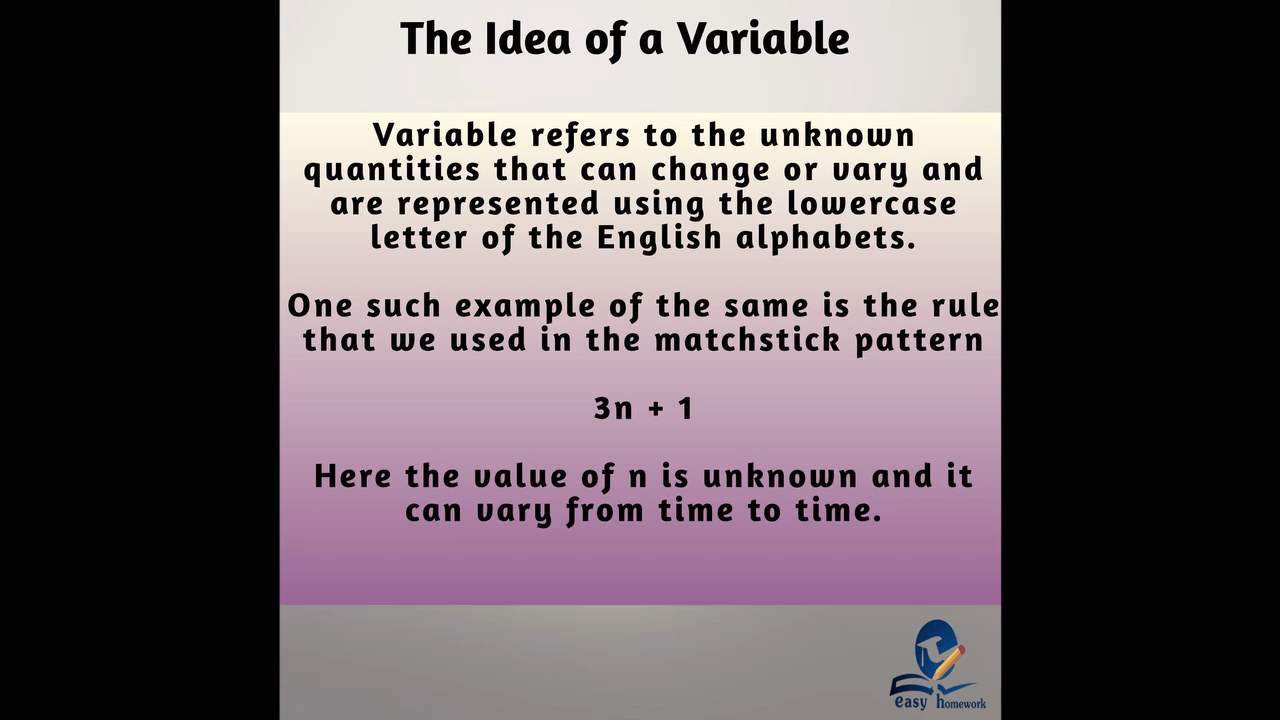 The Idea of a Variable
Variable refers to the unknown
quantities that can change or vary and
are represented using the lowercase
letter of the English alphabets.
One such example of the same is the rule
that we used in the matchstick pattern
3n + 1
Here the value of n is unknown and it
can vary from time to time.
easy homework